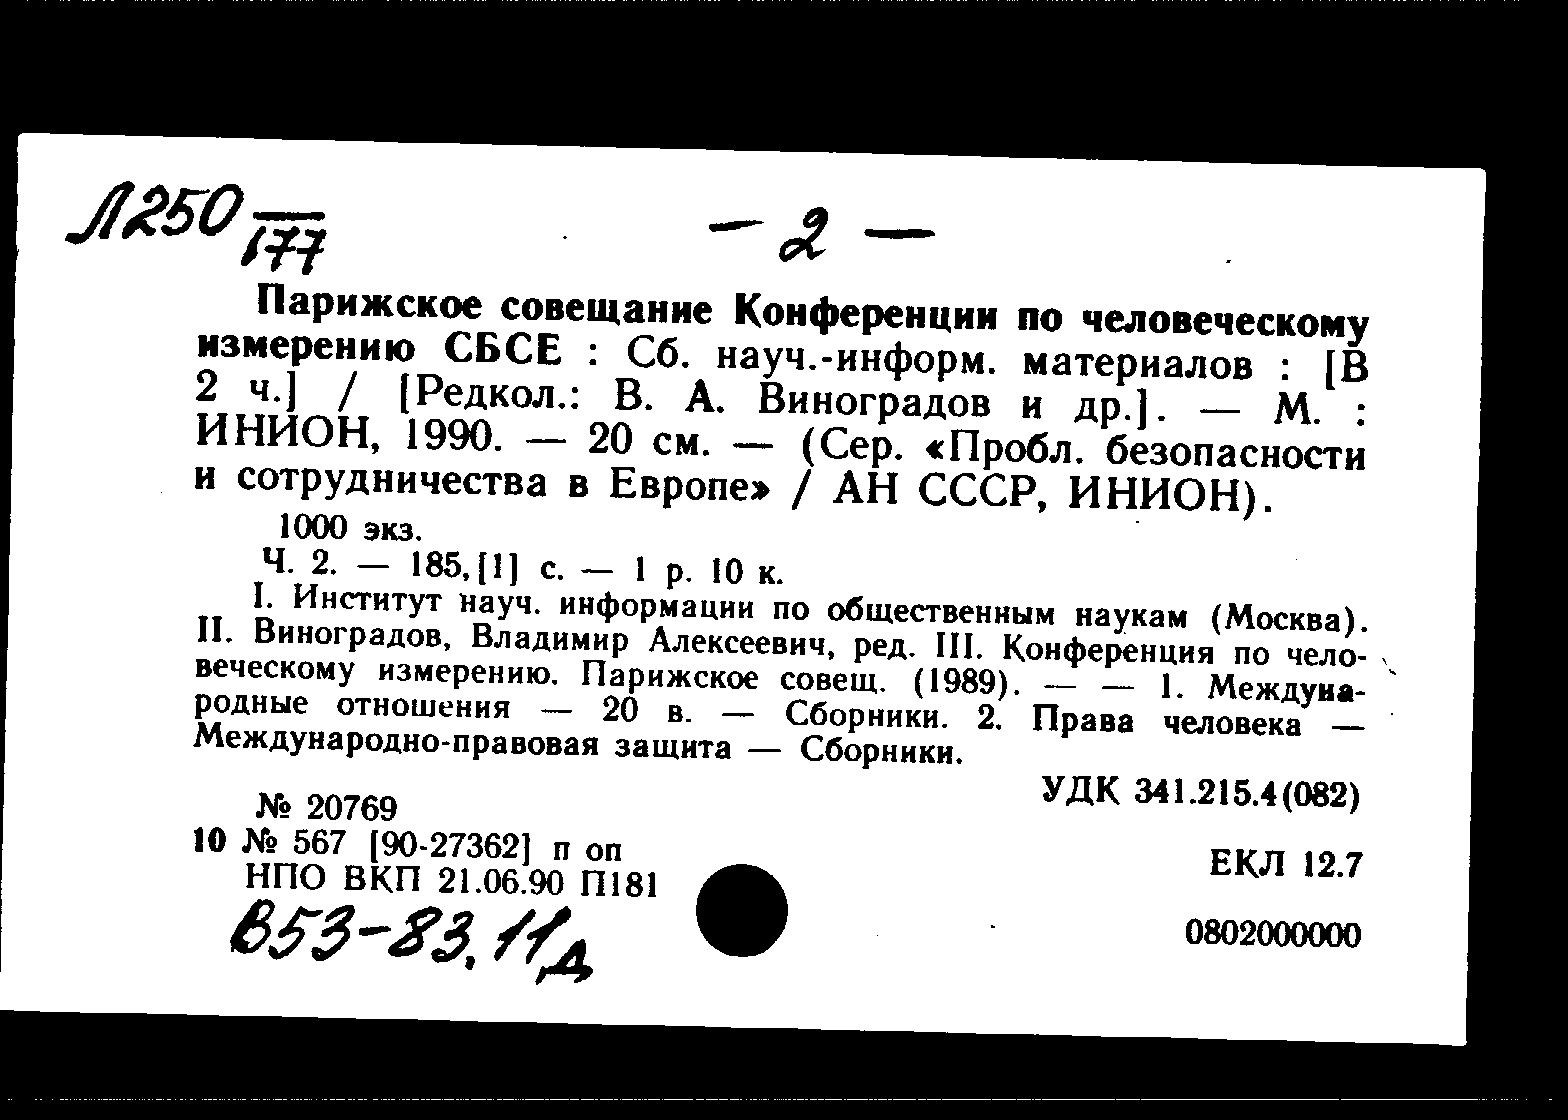 Л250
177
— 2 —
Парижское совещание Конференции по человеческому
измерению СБСЕ : Сб. науч.-информ. материалов : [В
2 ч.] / [Редкол.: В. А. Виноградов и др.]. — М. :
ИНИОН, 1990. — 20 см. — (Сер. «Пробл. безопасности
и сотрудничества в Европе» / АН СССР, ИНИОН).
1000 экз.
Ч. 2. — 185,[1] с. — 1 р. 10 к.
I. Институт науч. информации по общественным наукам (Москва).
II. Виноградов, Владимир Алексеевич, ред. III. Конференция по чело-
веческому измерению. Парижское совещ. (1989). — — 1. Междуна-
родные отношения — 20 в. — Сборники. 2. Права человека —
Международно-правовая защита — Сборники.
УДК 341.215.4(082)
№ 20769
10 № 567 [90-27362] п оп
ЕКЛ 12.7
НПО ВКП 21.06.90 П181
В53-83,11д
0802000000